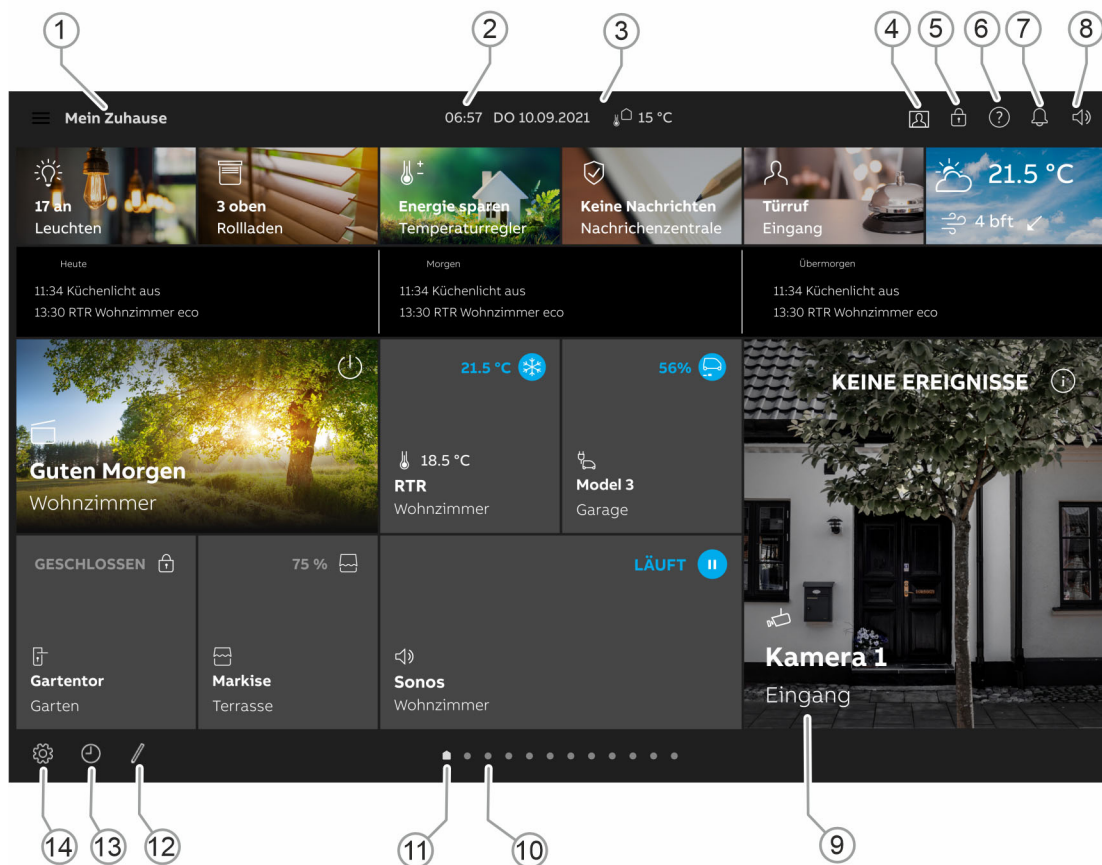 1
2
3
4
5
6
7
8
Mein Zuhause
06:57 DO 10.09.2021
15 °C
17 an
Leuchten
3 oben
Rollladen
Energie sparen
Temperaturregler
Keine Nachrichten
Nachrichenzentrale
Türruf
Eingang
21.5 °C
4 bft
Heute
11:34 Küchenlicht aus
13:30 RTR Wohnzimmer eco
Morgen
11:34 Küchenlicht aus
13:30 RTR Wohnzimmer eco
Übermorgen
11:34 Küchenlicht aus
13:30 RTR Wohnzimmer eco
Guten Morgen
Wohnzimmer
21.5 °C
18.5 °C
RTR
Wohnzimmer
56%
Model 3
Garage
KEINE EREIGNISSE
Kamera 1
Eingang
GESCHLOSSEN
Gartentor
Garten
75 %
Markise
Terrasse
LÄUFT
Sonos
Wohnzimmer
14
13
12
11
10
9